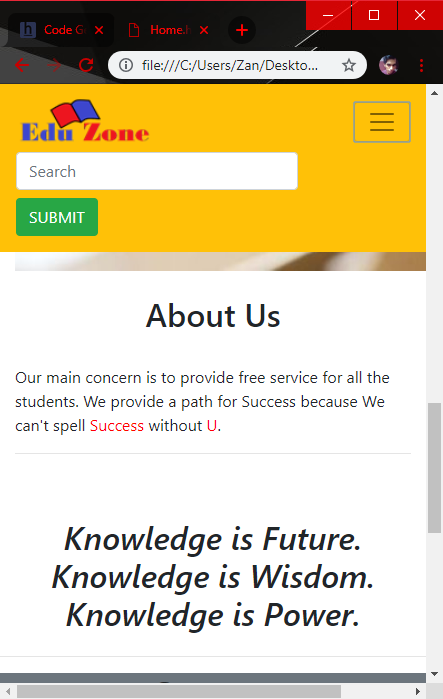 Code G
Home.h
file:///C:/Users/Zan/Deskto...
Edu Zone
Search
SUBMIT
About Us
Our main concern is to provide free service for all the
students. We provide a path for Success because We
can't spell Success without U.
Knowledge is Future.
Knowledge is Wisdom.
Knowledge is Power.